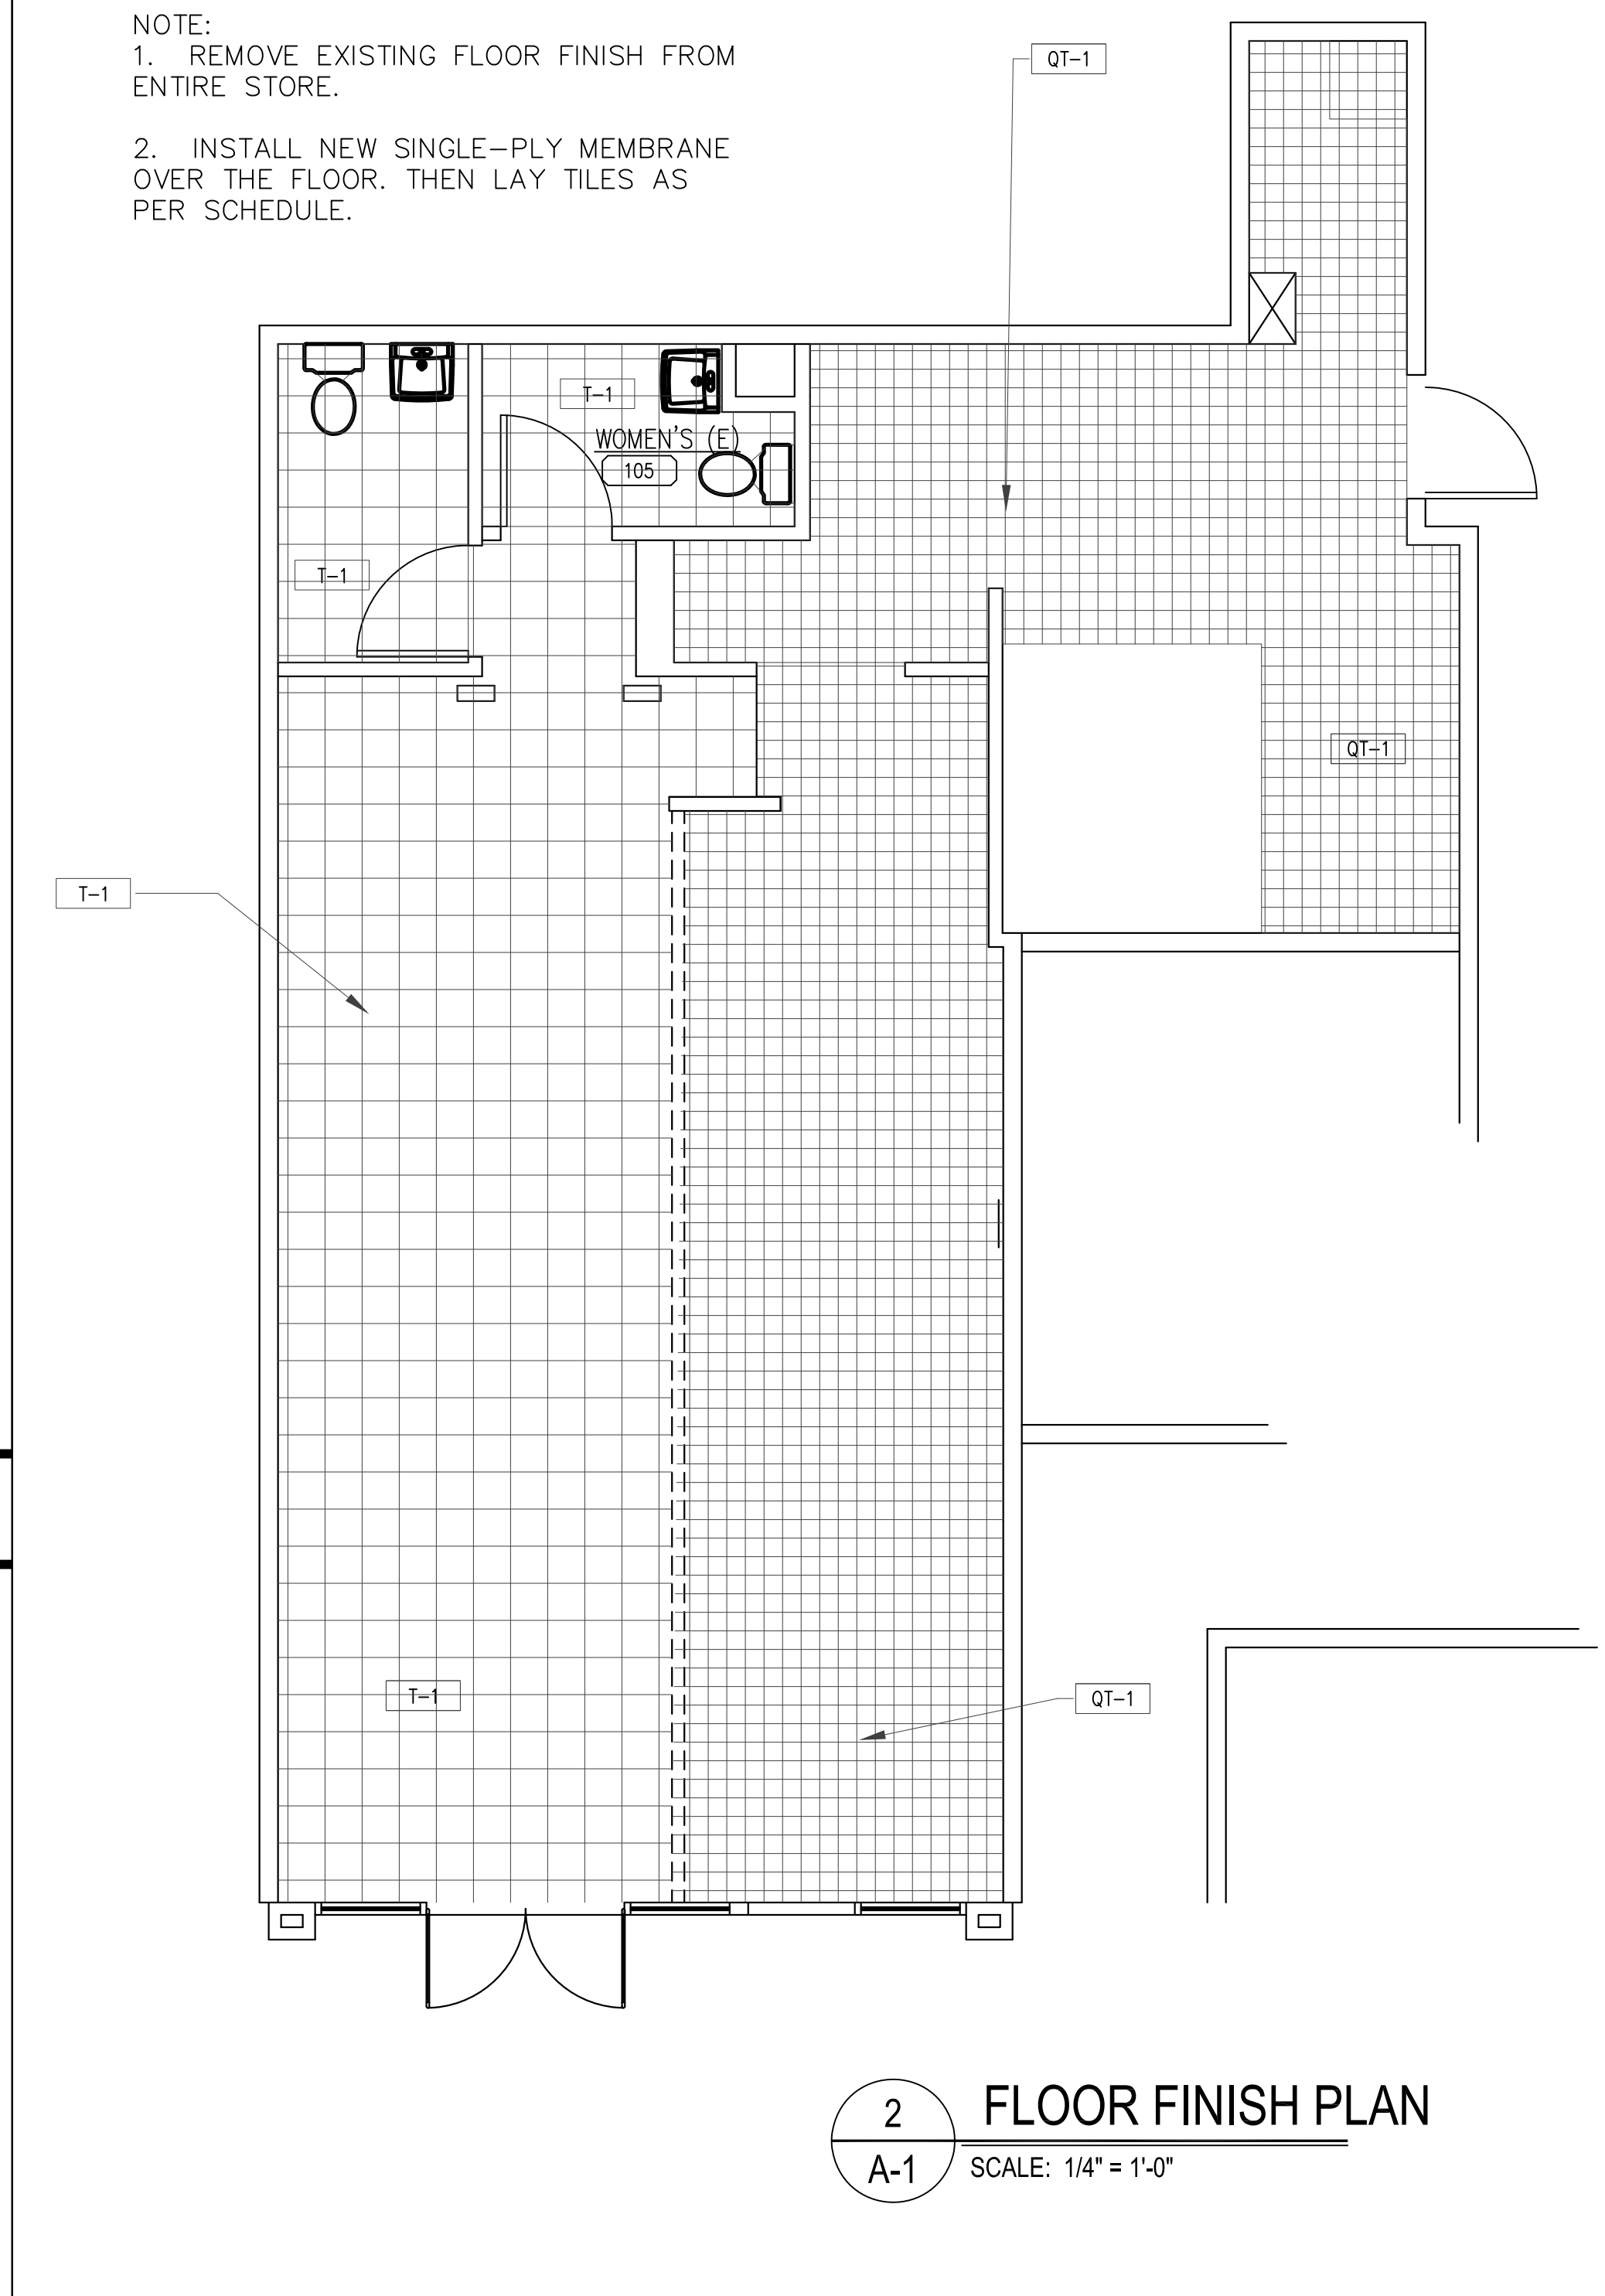 NOTE:
1. REMOVE EXISTING FLOOR FINISH FROM
ENTIRE STORE.
2. INSTALL NEW SINGLE-PLY MEMBRANE
OVER THE FLOOR. THEN LAY TILES AS
PER SCHEDULE.
QT-1
T-1
WOMEN'S (E)
105
T-1
QT-1
T-1
T-1
QT-1
2
A-1
FLOOR FINISH PLAN
SCALE: 1/4" = 1'-0"